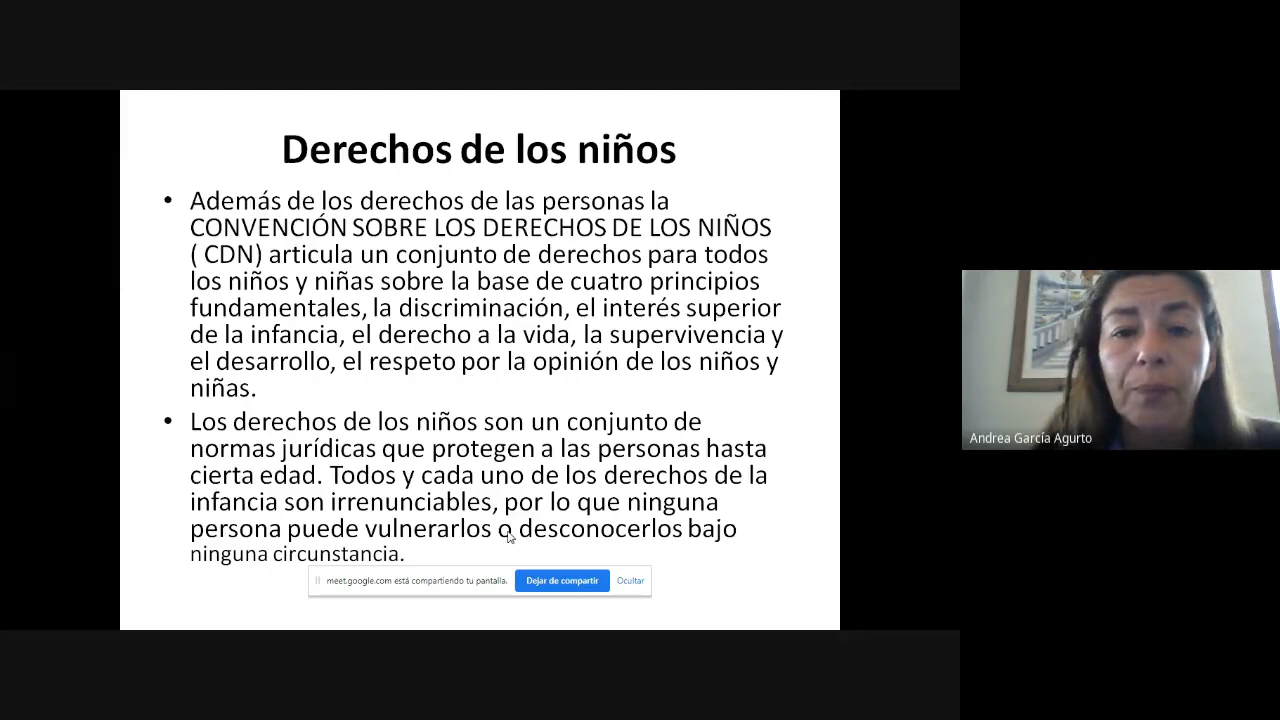 Derechos de los niños
• Además de los derechos de las personas la
CONVENCIÓN SOBRE LOS DERECHOS DE LOS NIÑOS
( CDN) articula un conjunto de derechos para todos
los niños y niñas sobre la base de cuatro principios
fundamentales, la discriminación, el interés superior
de la infancia, el derecho a la vida, la supervivencia y
el desarrollo, el respeto por la opinión de los niños y
niñas.
• Los derechos de los niños son un conjunto de
normas jurídicas que protegen a las personas hasta
cierta edad. Todos y cada uno de los derechos de la
infancia son irrenunciables, por lo que ninguna
persona puede vulnerarlos o desconocerlos bajo
ninguna circunstancia.
meet.google.com está compartiendo tu pantalla. Dejar de compartir Ocultar
Andrea García Agurto